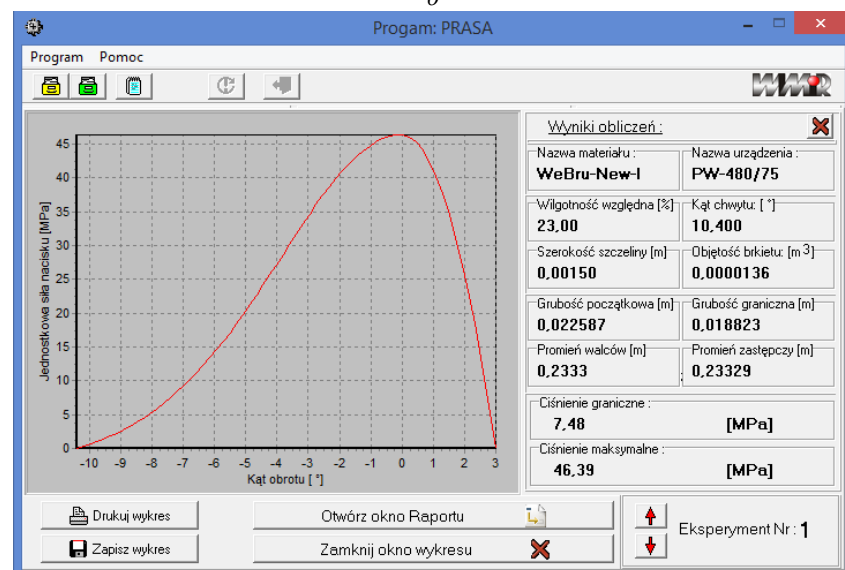 Progam: PRASA
Program Pomoc
WMIR
45
40
35
30
25
20
15
10
5
0
Jednostkowa siła nacisku [MPa]
-10 -9 -8 -7 -6 -5 -4 -3 -2 -1 0 1 2 3
Kąt obrotu [ °]
Wyniki obliczeń :
Nazwa materiału :
WeBru-New-I
Nazwa urządzenia :
PW-480/75
Wilgotność względna [%]
23,00
Kąt chwytu: [ °]
10,400
Szerokość szczeliny [m]
0,00150
Objętość brkietu: [m 3]
0,0000136
Grubość początkowa [m]
0,022587
Grubość graniczna [m]
0,018823
Promień walców [m]
0,2333
Promień zastępczy [m]
0,23329
Ciśnienie graniczne :
7,48 [MPa]
Ciśnienie maksymalne :
46,39 [MPa]
Drukuj wykres
Otwórz okno Raportu
Zapisz wykres
Zamknij okno wykresu
Eksperyment Nr : 1